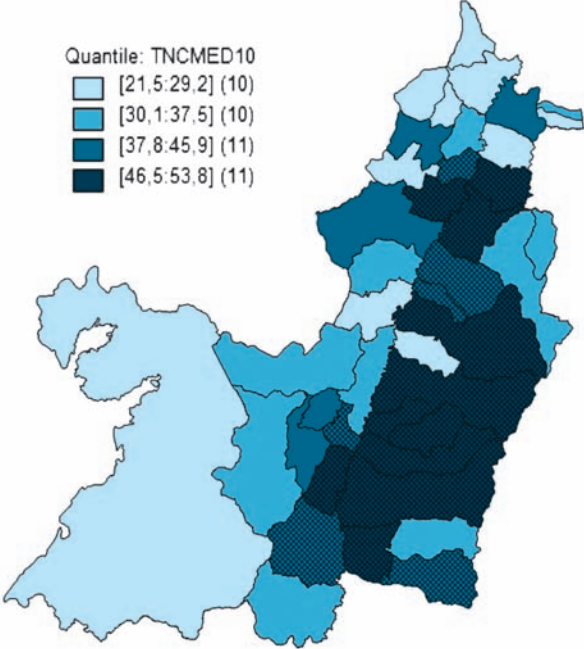 Quantile: TNCMED10
[21,5:29,2] (10)
[30,1:37,5] (10)
[37,8:45,9] (11)
[46,5:53,8] (11)